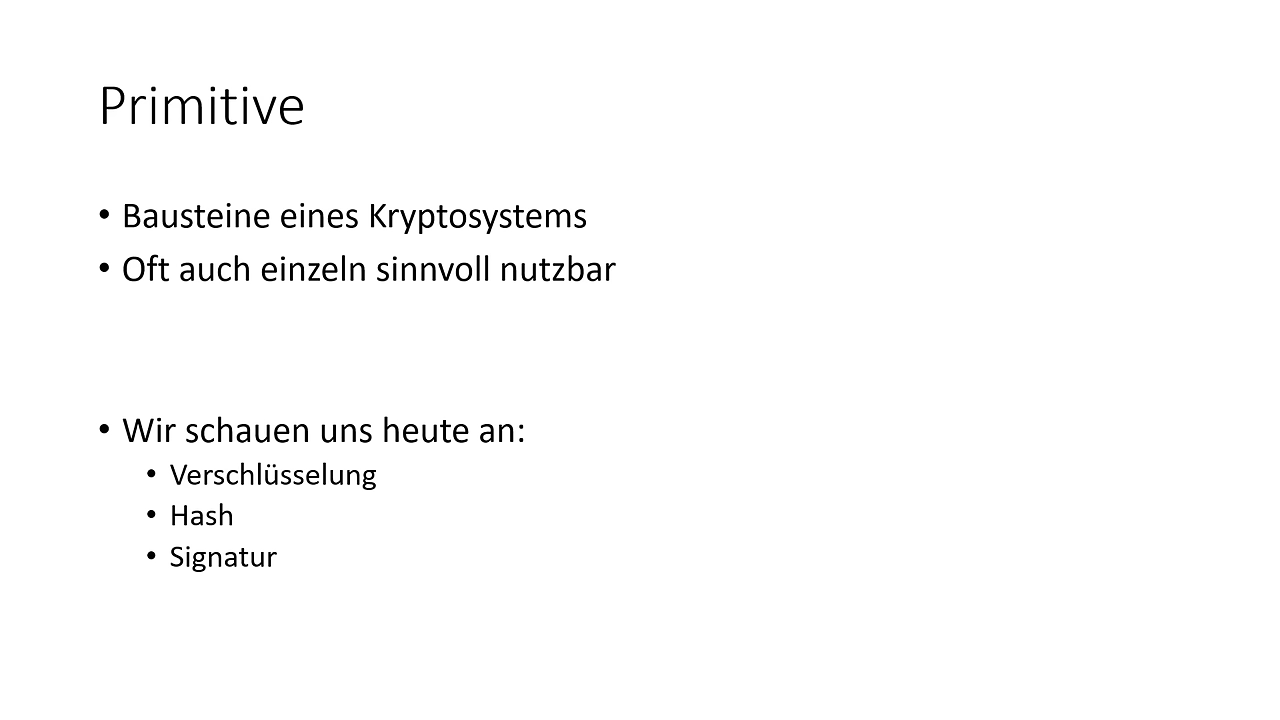 Primitive
• Bausteine eines Kryptosystems
• Oft auch einzeln sinnvoll nutzbar
• Wir schauen uns heute an:
• Verschlüsselung
• Hash
• Signatur